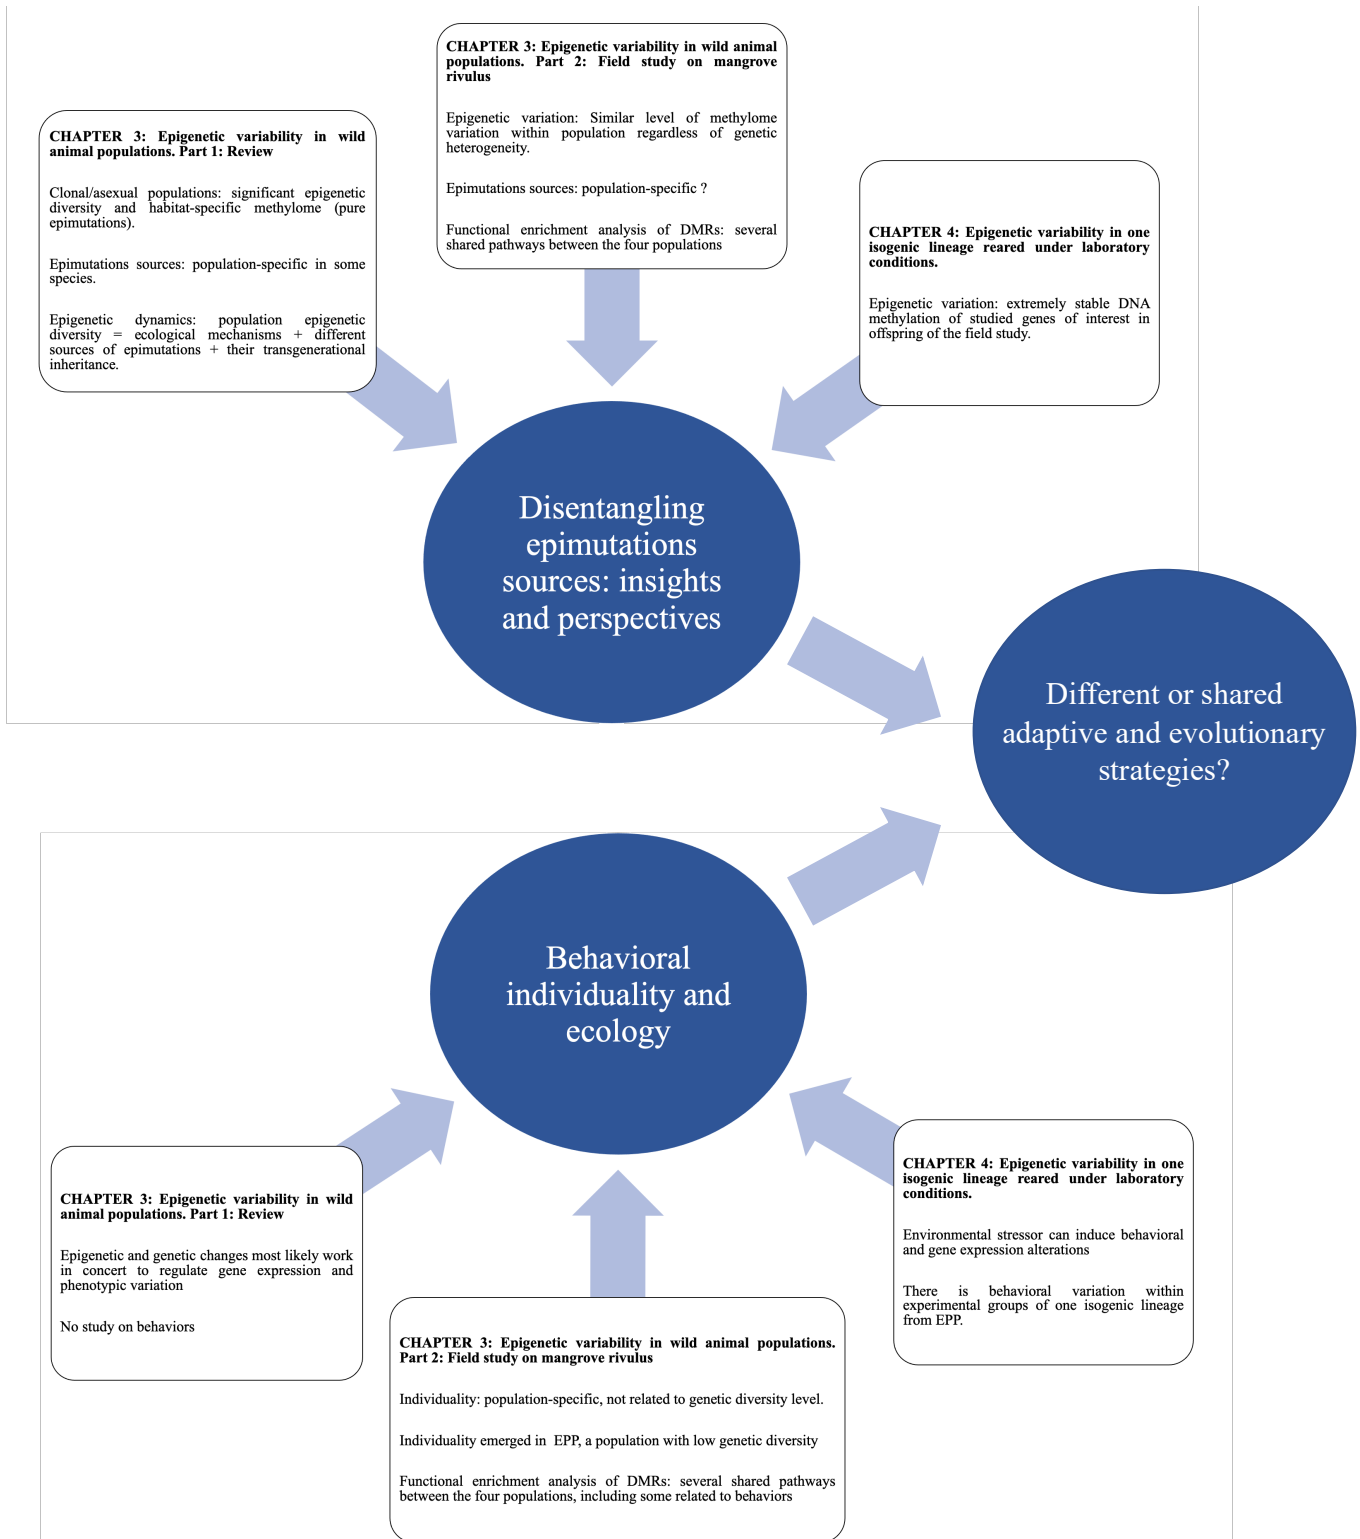 CHAPTER 3: Epigenetic variability in wild animal
populations. Part 2: Field study on mangrove
rivulus
Epigenetic variation: Similar level of methylome
variation within population regardless of genetic
heterogeneity.
Epimutations sources: population-specific ?
Functional enrichment analysis of DMRs: several
shared pathways between the four populations
CHAPTER 3: Epigenetic variability in wild
animal populations. Part 1: Review
Clonal/asexual populations: significant epigenetic
diversity and habitat-specific methylome (pure
epimutations).
Epimutations sources: population-specific in some
species.
Epigenetic dynamics: population epigenetic
diversity = ecological mechanisms + different
sources of epimutations + their transgenerational
inheritance.
CHAPTER 4: Epigenetic variability in one
isogenic lineage reared under laboratory
conditions.
Epigenetic variation: extremely stable DNA
methylation of studied genes of interest in
offspring of the field study.
Disentangling
epimutations
sources: insights
and perspectives
Different or shared
adaptive and evolutionary
strategies?
Behavioral
individuality and
ecology
CHAPTER 3: Epigenetic variability in wild
animal populations. Part 1: Review
Epigenetic and genetic changes most likely work
in concert to regulate gene expression and
phenotypic variation
No study on behaviors
CHAPTER 4: Epigenetic variability in one
isogenic lineage reared under laboratory
conditions.
Environmental stressor can induce behavioral
and gene expression alterations
There is behavioral variation within
experimental groups of one isogenic lineage
from EPP.
CHAPTER 3: Epigenetic variability in wild animal populations.
Part 2: Field study on mangrove rivulus
Individuality: population-specific, not related to genetic diversity level.
Individuality emerged in EPP, a population with low genetic diversity
Functional enrichment analysis of DMRs: several shared pathways
between the four populations, including some related to behaviors